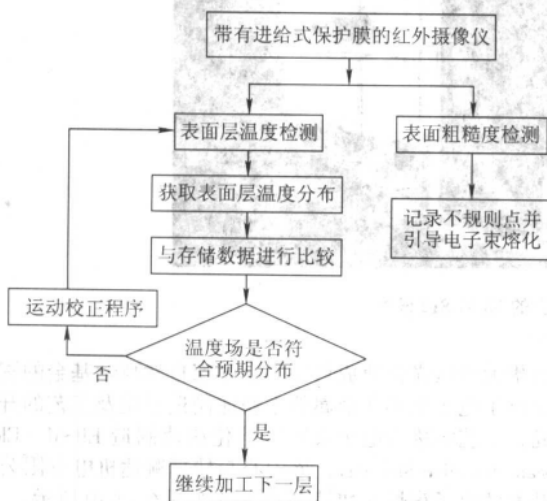 带有进给式保护膜的红外摄像仪
表面层温度检测
表面粗糙度检测
获取表面层温度分布
记录不规则点并
引导电子束熔化
与存储数据进行比较
运动校正程序
温度场是否符
合预期分布
否
是
继续加工下一层